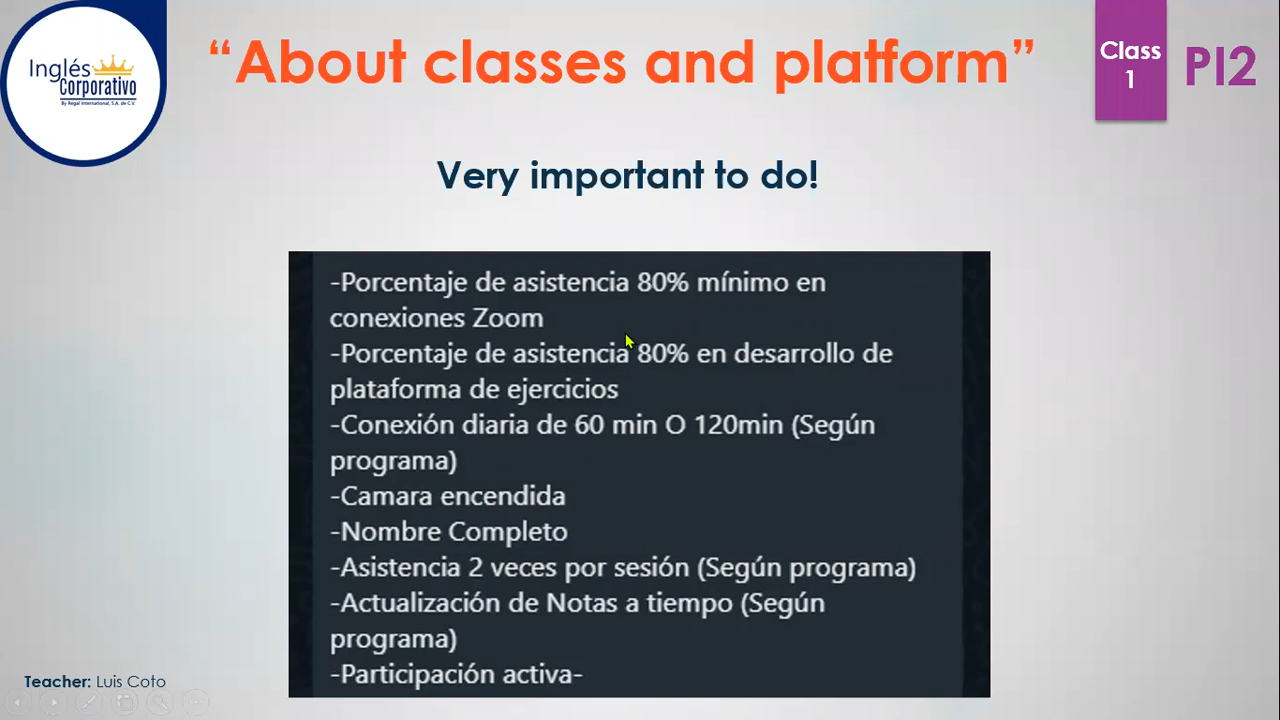 Inglés
Corporativo
By Regal International, S.A. de C.V.
“About classes and platform”
Class
1
PI2
Very important to do!
-Porcentaje de asistencia 80% mínimo en
conexiones Zoom
-Porcentaje de asistencia 80% en desarrollo de
plataforma de ejercicios
-Conexión diaria de 60 min O 120min (Según
programa)
-Camara encendida
-Nombre Completo
-Asistencia 2 veces por sesión (Según programa)
-Actualización de Notas a tiempo (Según
programa)
-Participación activa-
Teacher: Luis Coto